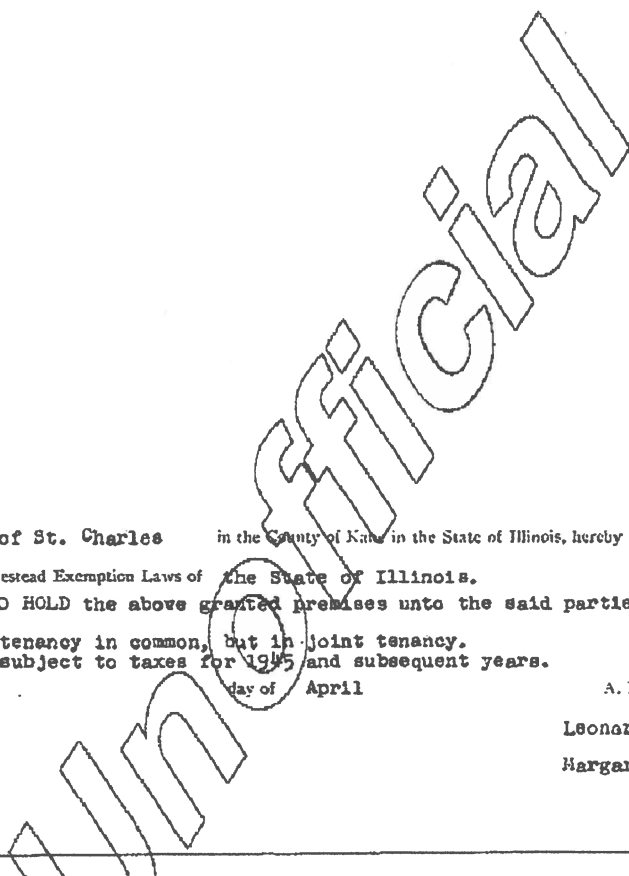 of St. Charles in the County of Kane in the State of Illinois, hereby
estead Exemption Laws of the State of Illinois.
O HOLD the above granted premises unto the said partie
tenancy in common, but in joint tenancy.
subject to taxes for 1945 and subsequent years.
day of April A.
Leonar
Margar
Unofficial